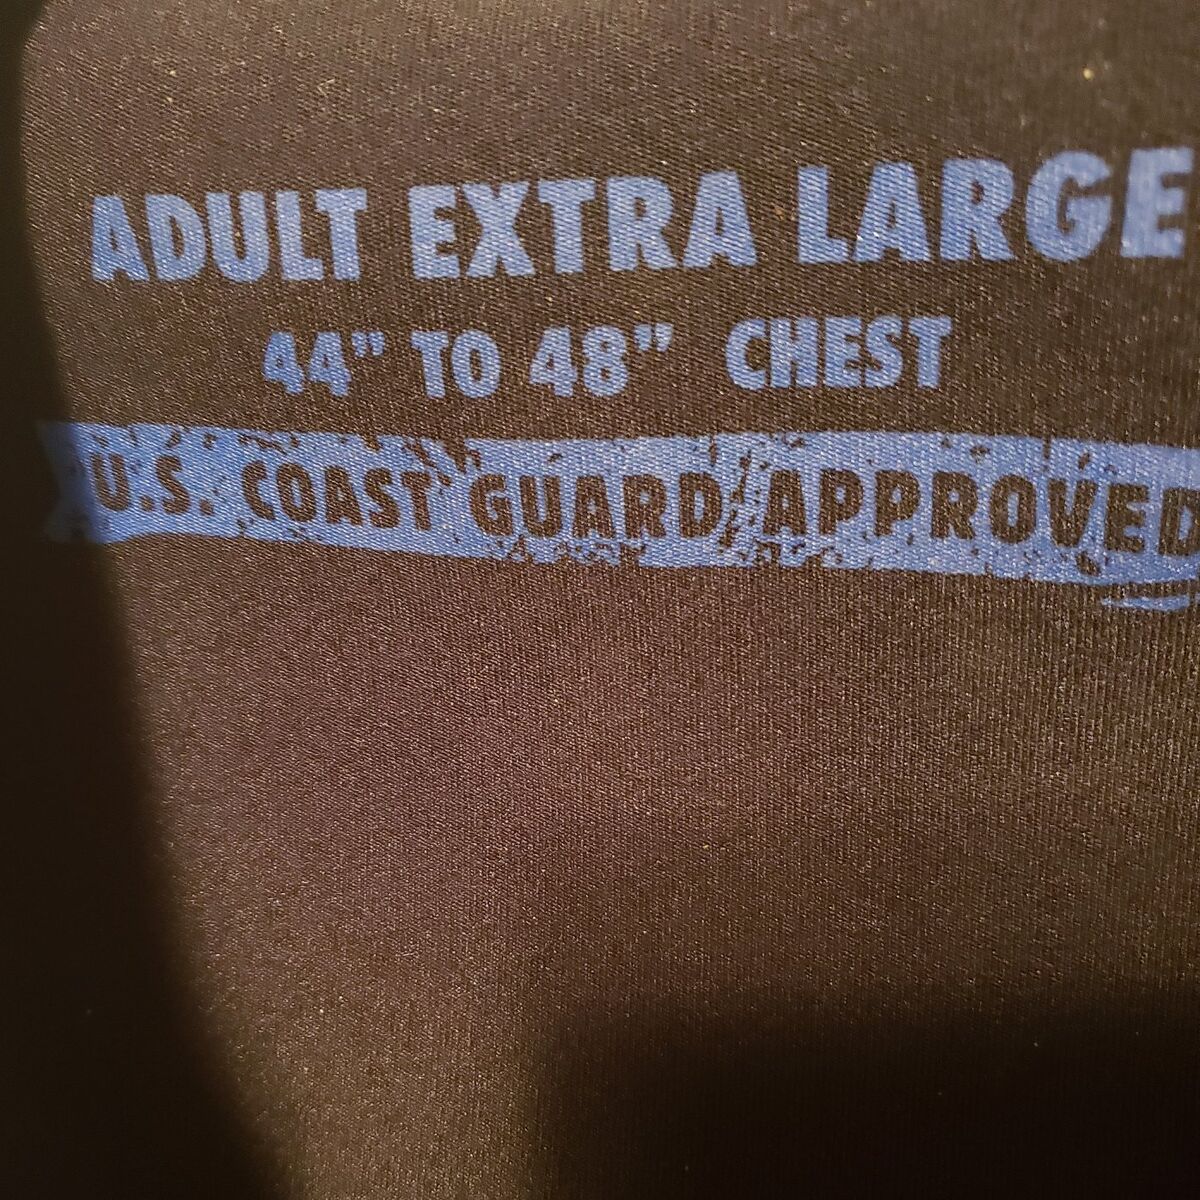 ADULT EXTRA LARGE
44" TO 48" CHEST
U.S. COAST GUARD APPROVED